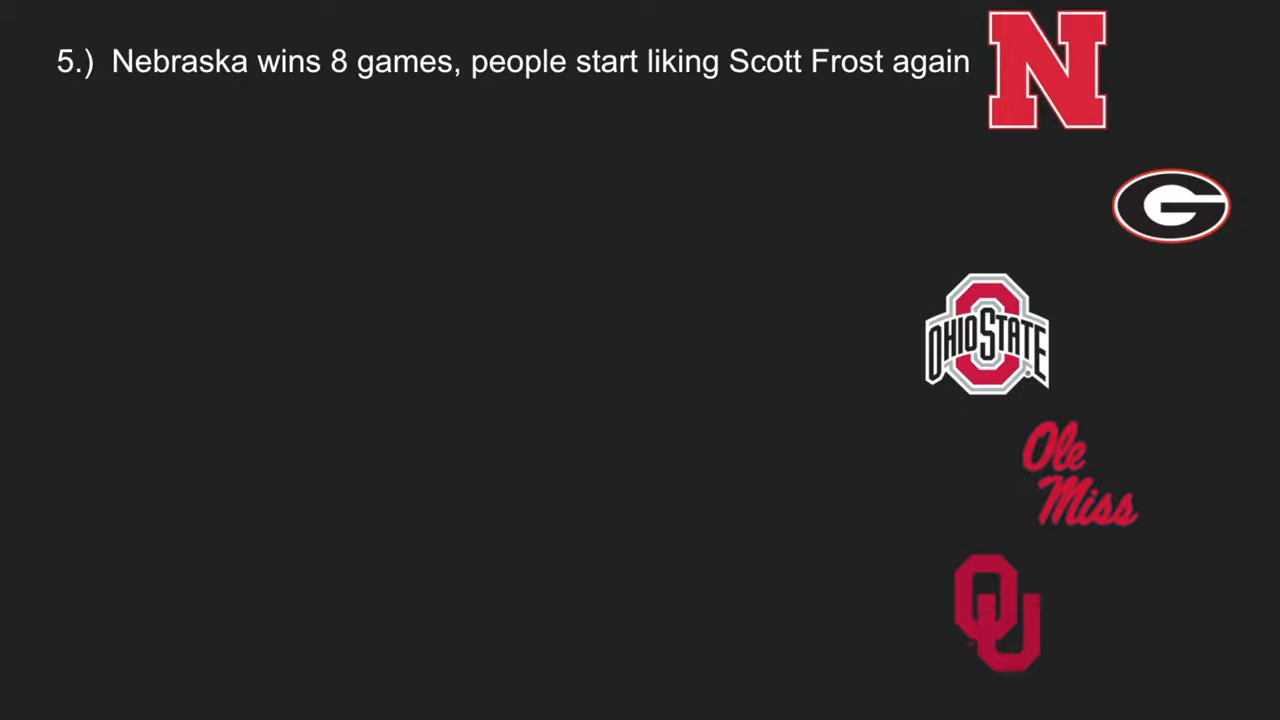 5.) Nebraska wins 8 games, people start liking Scott Frost again
N
G
OHIO STATE
Ole
Miss
OU